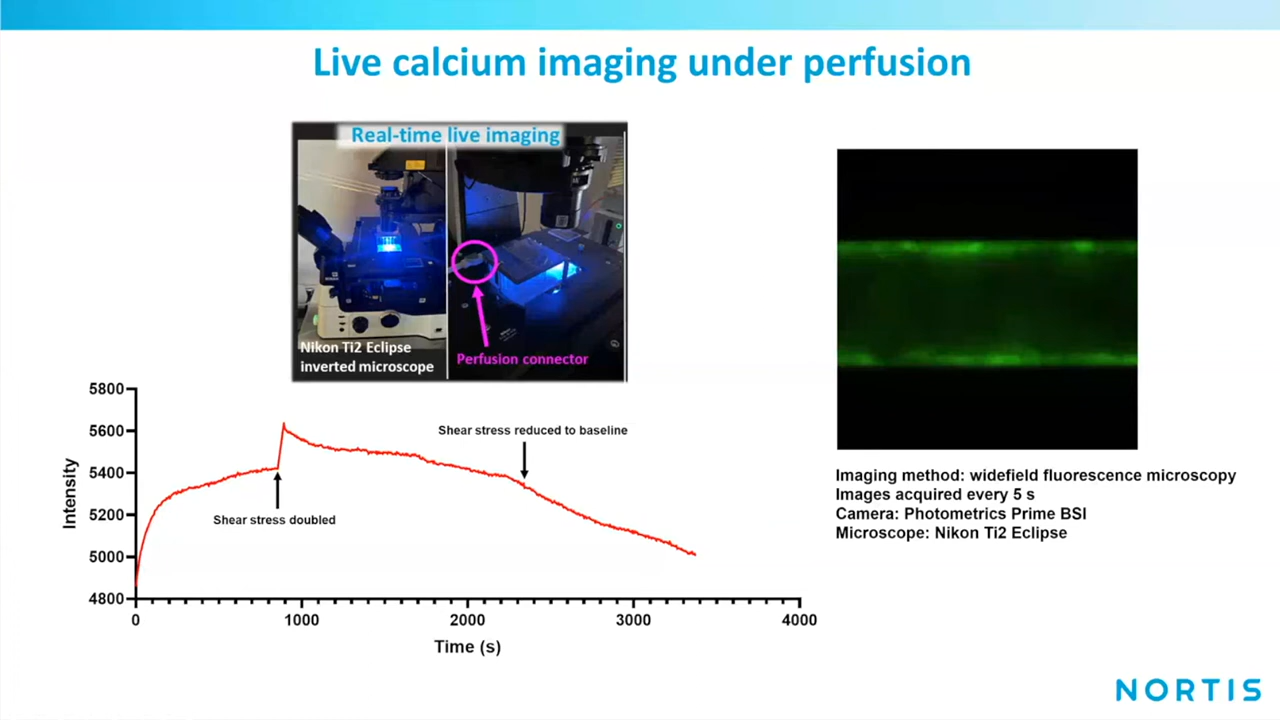 Live calcium imaging under perfusion
Real-time live imaging
Nikon Ti2 Eclipse
inverted microscope
Perfusion connector
5800
5600
5400
5200
5000
4800
Intensity
Shear stress doubled
Shear stress reduced to baseline
0
1000
2000
3000
4000
Time (s)
Imaging method: widefield fluorescence microscopy
Images acquired every 5 s
Camera: Photometrics Prime BSI
Microscope: Nikon Ti2 Eclipse
NORTIS